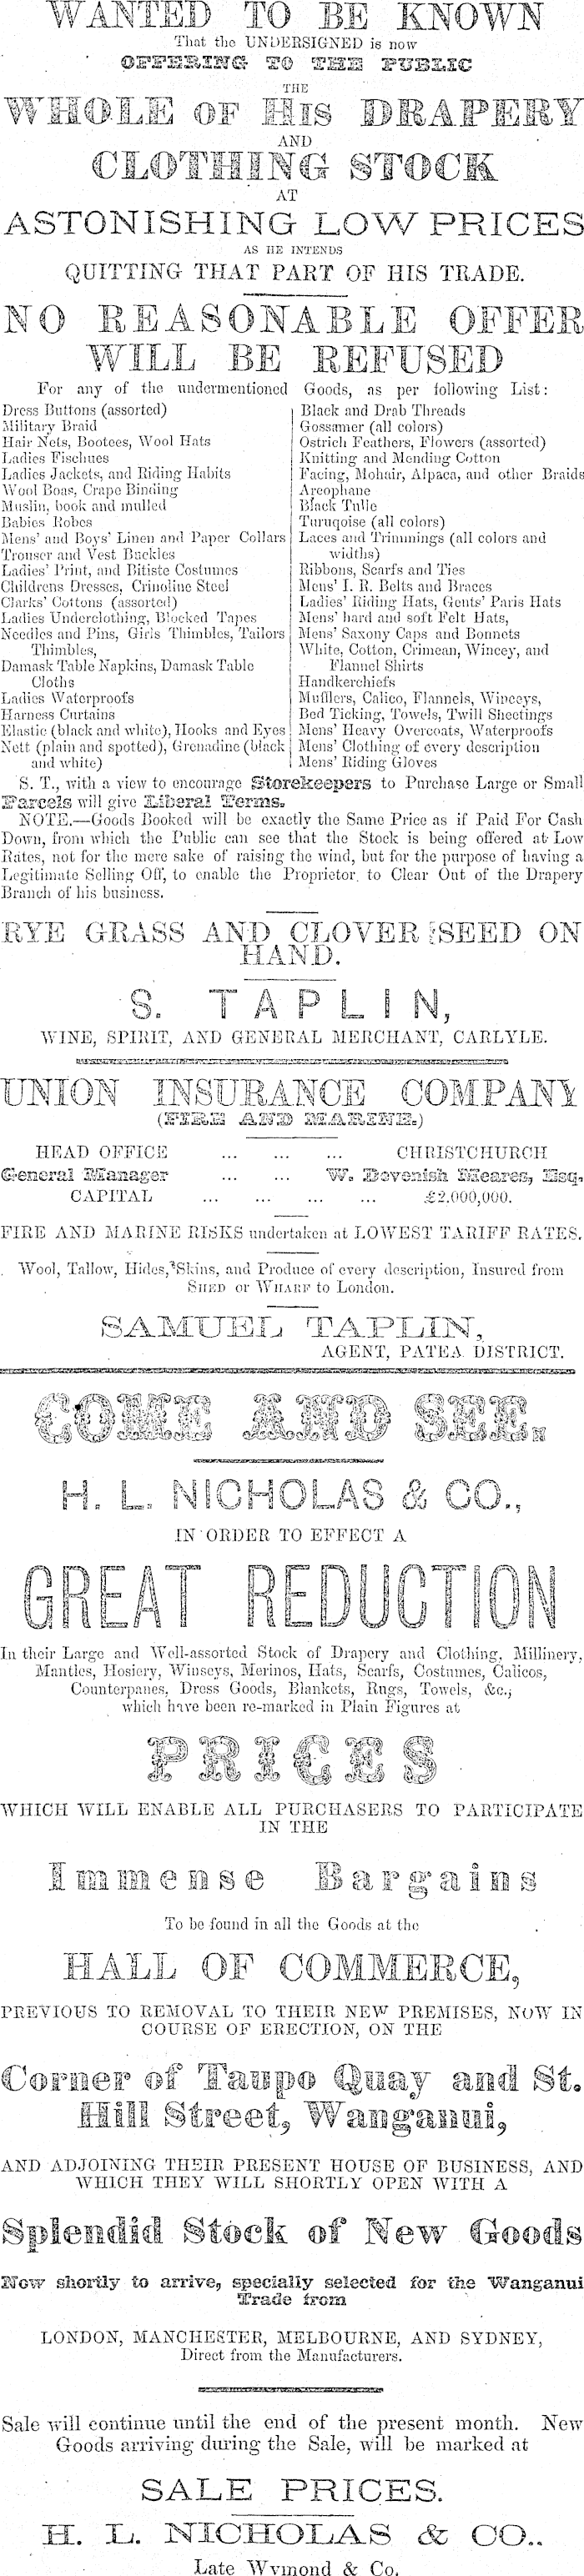 WANTED TO BE KNOWN
That the UNDERSIGNED is now
OFFERING TO THE PUBLIC
THE
WHOLE OF HIS DRAPERY
AND
CLOTHING STOCK
AT
ASTONISHING LOW PRICES
AS HE INTENDS
QUITTING THAT PART OF HIS TRADE.
NO REASONABLE OFFER
WILL BE REFUSED
For any of the undermentioned Goods, as per following List:
Dress Buttons (assorted)
Military Braid
Hair Nets, Bootees, Wool Hats
Ladies Fischues
Ladies Jackets, and Riding Habits
Wool Boas, Crape Binding
Muslin, book and mulled
Babies Robes
Mens' and Boys' Linen and Paper Collars
Trouser and Vest Buckles
Ladies' Print, and Bitiste Costumes
Childrens Dresses, Crinoline Steel
Clarks' Cottons (assorted)
Ladies Underclothing, Blocked Tapes
Needles and Pins, Girls Thimbles, Tailors
Thimbles,
Damask Table Napkins, Damask Table
Cloths
Ladies Waterproofs
Harness Curtains
Elastic (black and white), Hooks and Eyes
Nett (plain and spotted), Grenadine (black
and white)
Black and Drab Threads
Gossamer (all colors)
Ostrich Feathers, Flowers (assorted)
Knitting and Mending Cotton
Facing, Mohair, Alpaca, and other Braids
Areophane
Black Tulle
Turuqoise (all colors)
Laces and Trimmings (all colors and
widths)
Ribbons, Scarfs and Ties
Mens' I. R. Belts and Braces
Ladies' Riding Hats, Gents' Paris Hats
Mens' hard and soft Felt Hats,
Mens' Saxony Caps and Bonnets
White, Cotton, Crimean, Wincey, and
Flannel Shirts
Handkerchiefs
Mufflers, Calico, Flannels, Winceys,
Bed Ticking, Towels, Twill Sheetings
Mens' Heavy Overcoats, Waterproofs
Mens' Clothing of every description
Mens' Riding Gloves
S. T., with a view to encourage Storekeepers to Purchase Large or Small
Parcels will give Liberal Terms.
NOTE.—Goods Booked will be exactly the Same Price as if Paid For Cash
Down, from which the Public can see that the Stock is being offered at Low
Rates, not for the mere sake of raising the wind, but for the purpose of having a
Legitimate Selling Off, to enable the Proprietor to Clear Out of the Drapery
Branch of his business.
RYE GRASS AND CLOVER SEED ON
HAND.
S. TAPLIN,
WINE, SPIRIT, AND GENERAL MERCHANT, CARLYLE.
UNION INSURANCE COMPANY
(FIRE AND MARINE.)
HEAD OFFICE ... ... ... CHRISTCHURCH
General Manager ... ... W. Devenish Meares, Esq.
CAPITAL ... ... ... ... £2,000,000.
FIRE AND MARINE RISKS undertaken at LOWEST TARIFF RATES.
Wool, Tallow, Hides, Skins, and Produce of every description, Insured from
SHED or WHARF to London.
SAMUEL TAPLIN,
AGENT, PATEA DISTRICT.
COME AND SEE.
H. L. NICHOLAS & CO.,
IN ORDER TO EFFECT A
GREAT REDUCTION
In their Large and Well-assorted Stock of Drapery and Clothing, Millinery,
Mantles, Hosiery, Winseys, Merinos, Hats, Scarfs, Costumes, Calicos,
Counterpanes, Dress Goods, Blankets, Rugs, Towels, &c.,
which have been re-marked in Plain Figures at
PRICES
WHICH WILL ENABLE ALL PURCHASERS TO PARTICIPATE
IN THE
Immense Bargains
To be found in all the Goods at the
HALL OF COMMERCE,
PREVIOUS TO REMOVAL TO THEIR NEW PREMISES, NOW IN
COURSE OF ERECTION, ON THE
Corner of Taupo Quay and St.
Hill Street, Wanganui,
AND ADJOINING THEIR PRESENT HOUSE OF BUSINESS, AND
WHICH THEY WILL SHORTLY OPEN WITH A
Splendid Stock of New Goods
Now shortly to arrive, specially selected for the Wanganui
Trade from
LONDON, MANCHESTER, MELBOURNE, AND SYDNEY,
Direct from the Manufacturers.
Sale will continue until the end of the present month. New
Goods arriving during the Sale, will be marked at
SALE PRICES.
H. L. NICHOLAS & CO..
Late Wymond & Co.